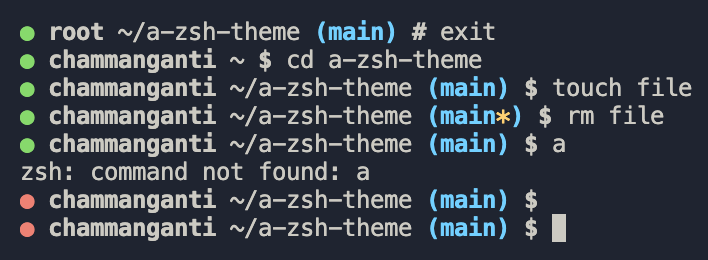 ● root ~/a-zsh-theme (main) # exit
● chammanganti ~ $ cd a-zsh-theme
● chammanganti ~/a-zsh-theme (main) $ touch file
● chammanganti ~/a-zsh-theme (main*) $ rm file
● chammanganti ~/a-zsh-theme (main) $ a
zsh: command not found: a
● chammanganti ~/a-zsh-theme (main) $
● chammanganti ~/a-zsh-theme (main) $